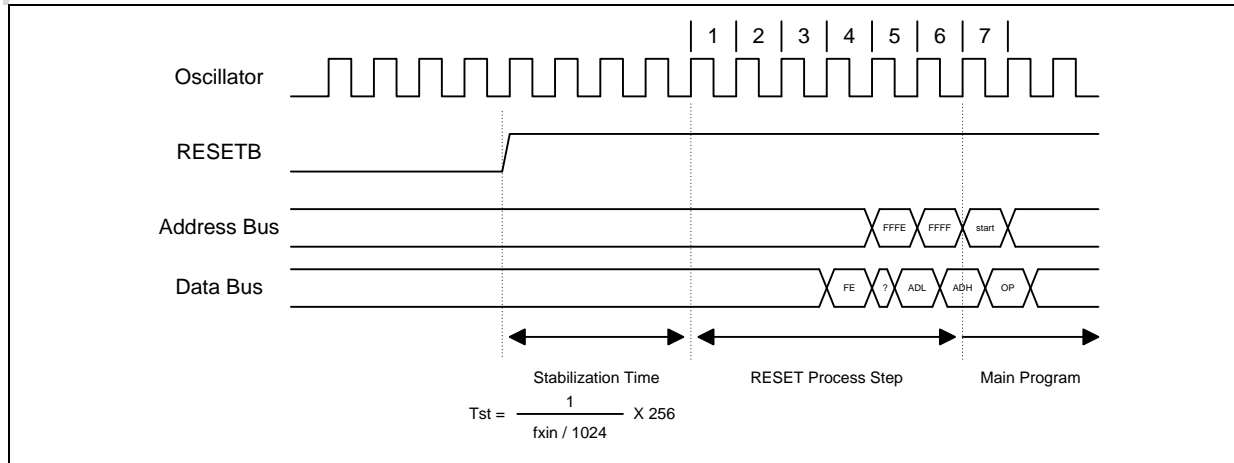 1 2 3 4 5 6 7
Oscillator
RESETB
Address Bus
FFFE FFFF start
Data Bus
FE ? ADL ADH OP
Stabilization Time RESET Process Step Main Program
Tst = 1 X 256
fxin / 1024